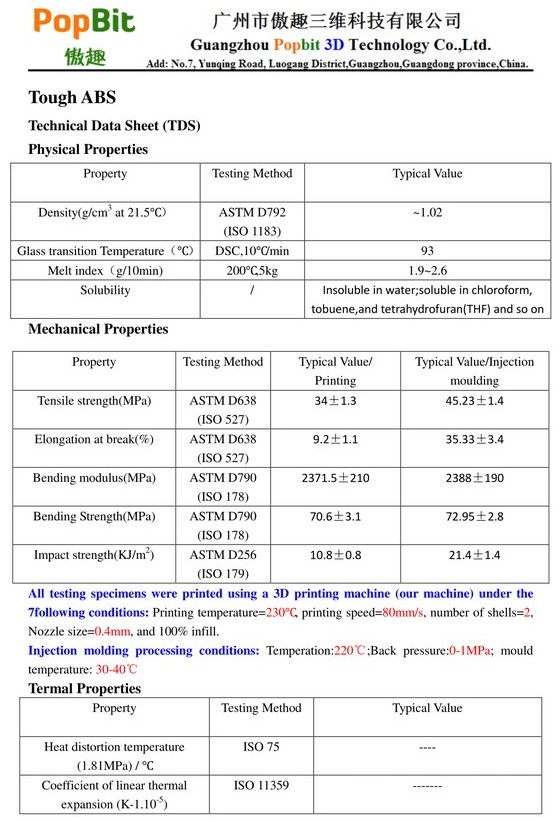 PopBit
傲趣
广州市傲趣三维科技有限公司
Guangzhou Popbit 3D Technology Co.,Ltd.
Add: No.7, Yunqing Road, Luogang District,Guangzhou,Guangdong province,China.
Tough ABS
Technical Data Sheet (TDS)
Physical Properties
Property Testing Method Typical Value
Density(g/cm³ at 21.5℃) ASTM D792 ~1.02
(ISO 1183)
Glass transition Temperature (℃) DSC,10℃/min 93
Melt index (g/10min) 200℃,5kg 1.9~2.6
Solubility / Insoluble in water;soluble in chloroform,
tobuene,and tetrahydrofuran(THF) and so on
Mechanical Properties
Property Testing Method Typical Value/ Typical Value/Injection
Printing moulding
Tensile strength(MPa) ASTM D638 34±1.3 45.23±1.4
(ISO 527)
Elongation at break(%) ASTM D638 9.2±1.1 35.33±3.4
(ISO 527)
Bending modulus(MPa) ASTM D790 2371.5±210 2388±190
(ISO 178)
Bending Strength(MPa) ASTM D790 70.6±3.1 72.95±2.8
(ISO 178)
Impact strength(KJ/m²) ASTM D256 10.8±0.8 21.4±1.4
(ISO 179)
All testing specimens were printed using a 3D printing machine (our machine) under the
7following conditions: Printing temperature=230℃, printing speed=80mm/s, number of shells=2,
Nozzle size=0.4mm, and 100% infill.
Injection molding processing conditions: Temperation:220℃;Back pressure:0-1MPa; mould
temperature: 30-40℃
Termal Properties
Property Testing Method Typical Value
Heat distortion temperature ISO 75 ----
(1.81MPa) / ℃
Coefficient of linear thermal ISO 11359 -------
expansion (K-1.10⁻⁵)